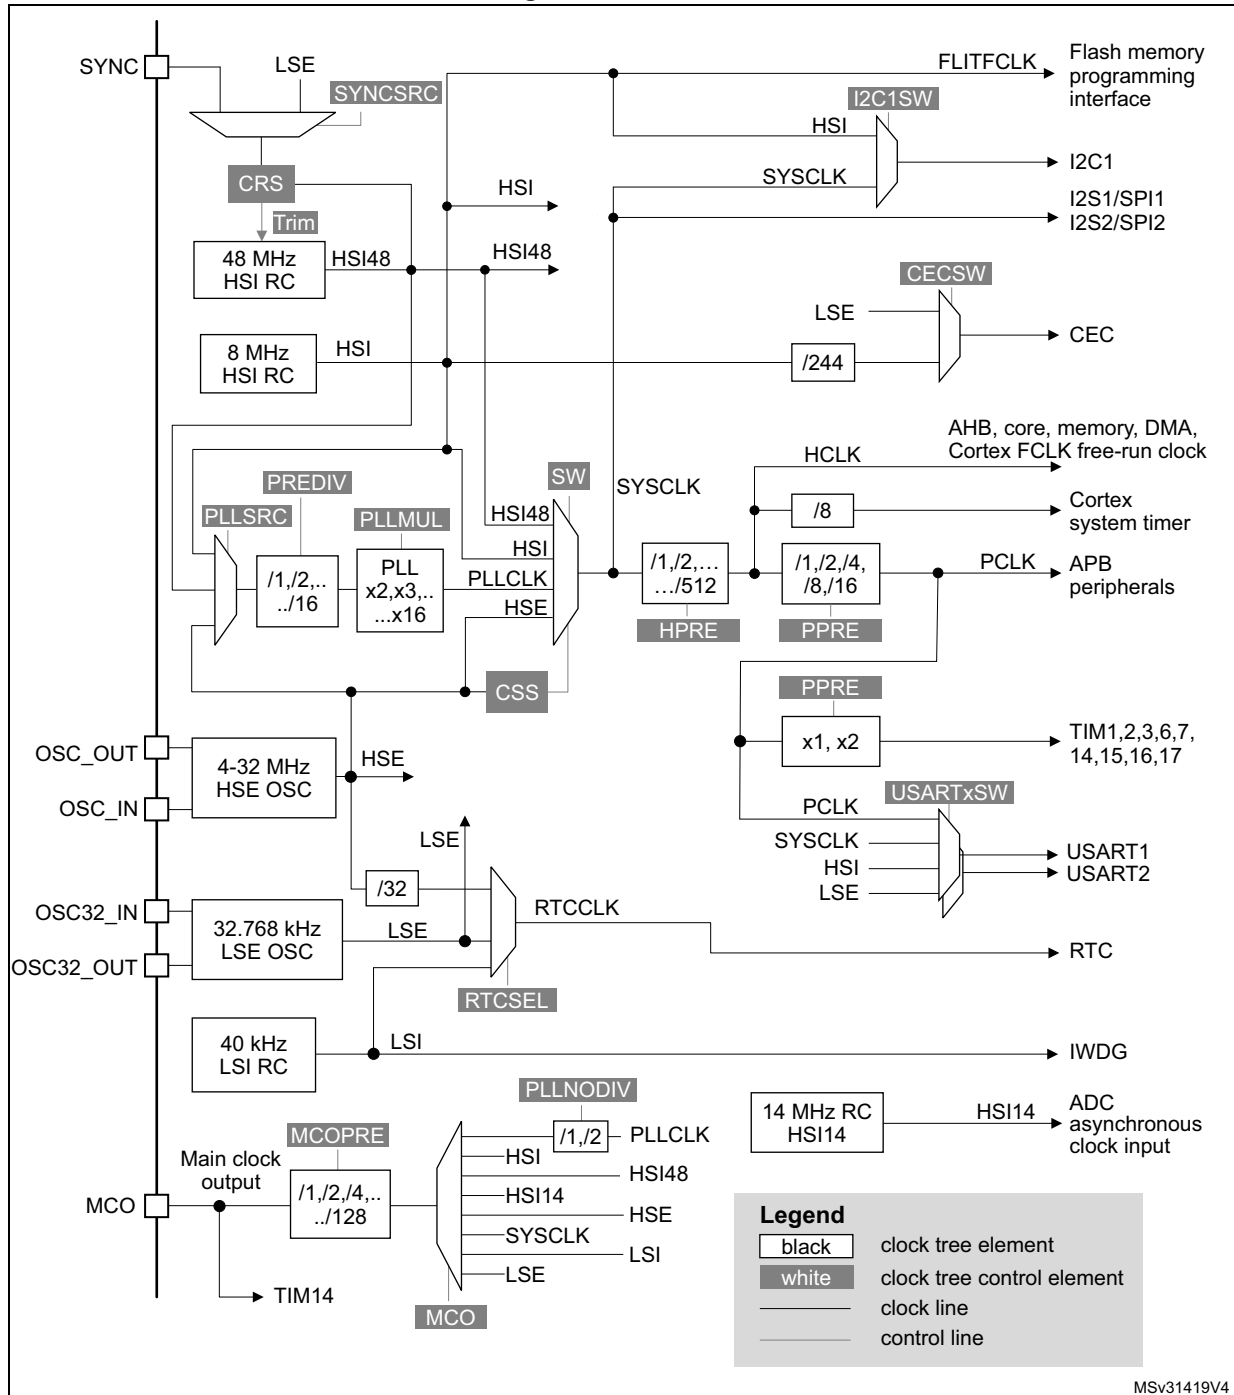 SYNC
LSE
SYNCSRC
CRS
Trim
48 MHz
HSI RC
HSI48
HSI
HSI48
8 MHz
HSI RC
HSI
FLITFCLK
Flash memory
programming
interface
I2C1SW
HSI
SYSCLK
I2C1
I2S1/SPI1
I2S2/SPI2
CECSW
LSE
/244
CEC
AHB, core, memory, DMA,
Cortex FCLK free-run clock
HCLK
/8
Cortex
system timer
PLLSRC
PREDIV
/1,/2,..
../16
PLLMUL
PLL
x2,x3,..
...x16
SW
HSI48
HSI
PLLCLK
HSE
CSS
SYSCLK
/1,/2,…
…/512
HPRE
/1,/2,/4,
/8,/16
PPRE
PCLK
APB
peripherals
PPRE
x1, x2
TIM1,2,3,6,7,
14,15,16,17
OSC_OUT
OSC_IN
4-32 MHz
HSE OSC
HSE
USARTxSW
PCLK
SYSCLK
HSI
LSE
USART1
USART2
LSE
/32
OSC32_IN
OSC32_OUT
32.768 kHz
LSE OSC
LSE
RTCCLK
RTCSEL
RTC
40 kHz
LSI RC
LSI
IWDG
14 MHz RC
HSI14
HSI14
ADC
asynchronous
clock input
MCO
Main clock
output
TIM14
MCOPRE
/1,/2,/4,..
../128
PLLNODIV
/1,/2
PLLCLK
HSI
HSI48
HSI14
HSE
SYSCLK
LSI
LSE
MCO
Legend
black
clock tree element
white
clock tree control element
clock line
control line
MSv31419V4